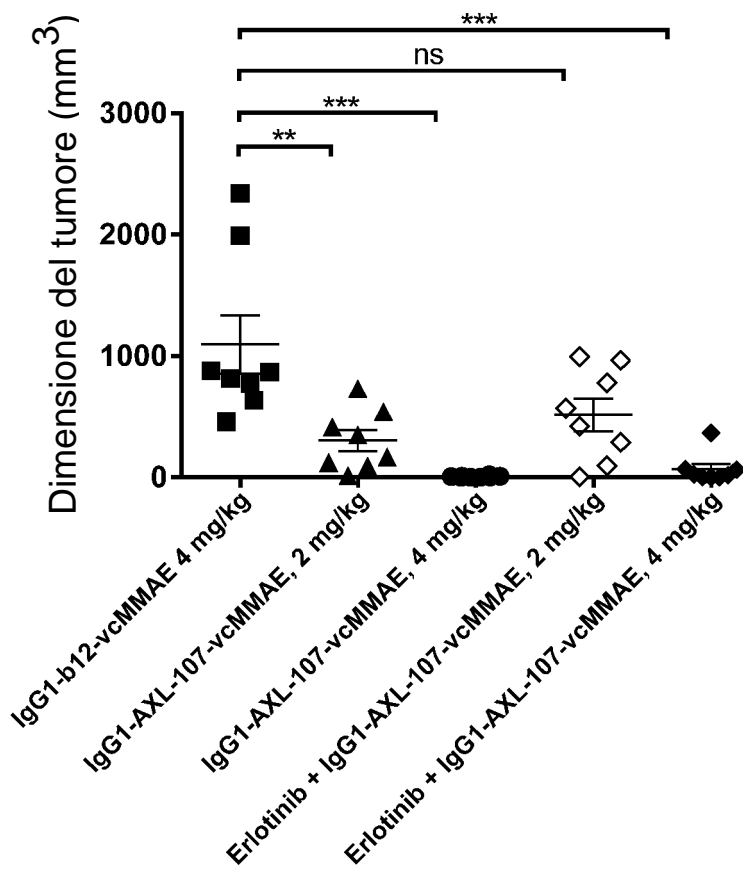 ***
ns
***
**
Dimensione del tumore (mm3)
3000
2000
1000
0
IgG1-b12-vcMMAE 4 mg/kg
IgG1-AXL-107-vcMMAE, 2 mg/kg
IgG1-AXL-107-vcMMAE, 4 mg/kg
Erlotinib + IgG1-AXL-107-vcMMAE, 2 mg/kg
Erlotinib + IgG1-AXL-107-vcMMAE, 4 mg/kg